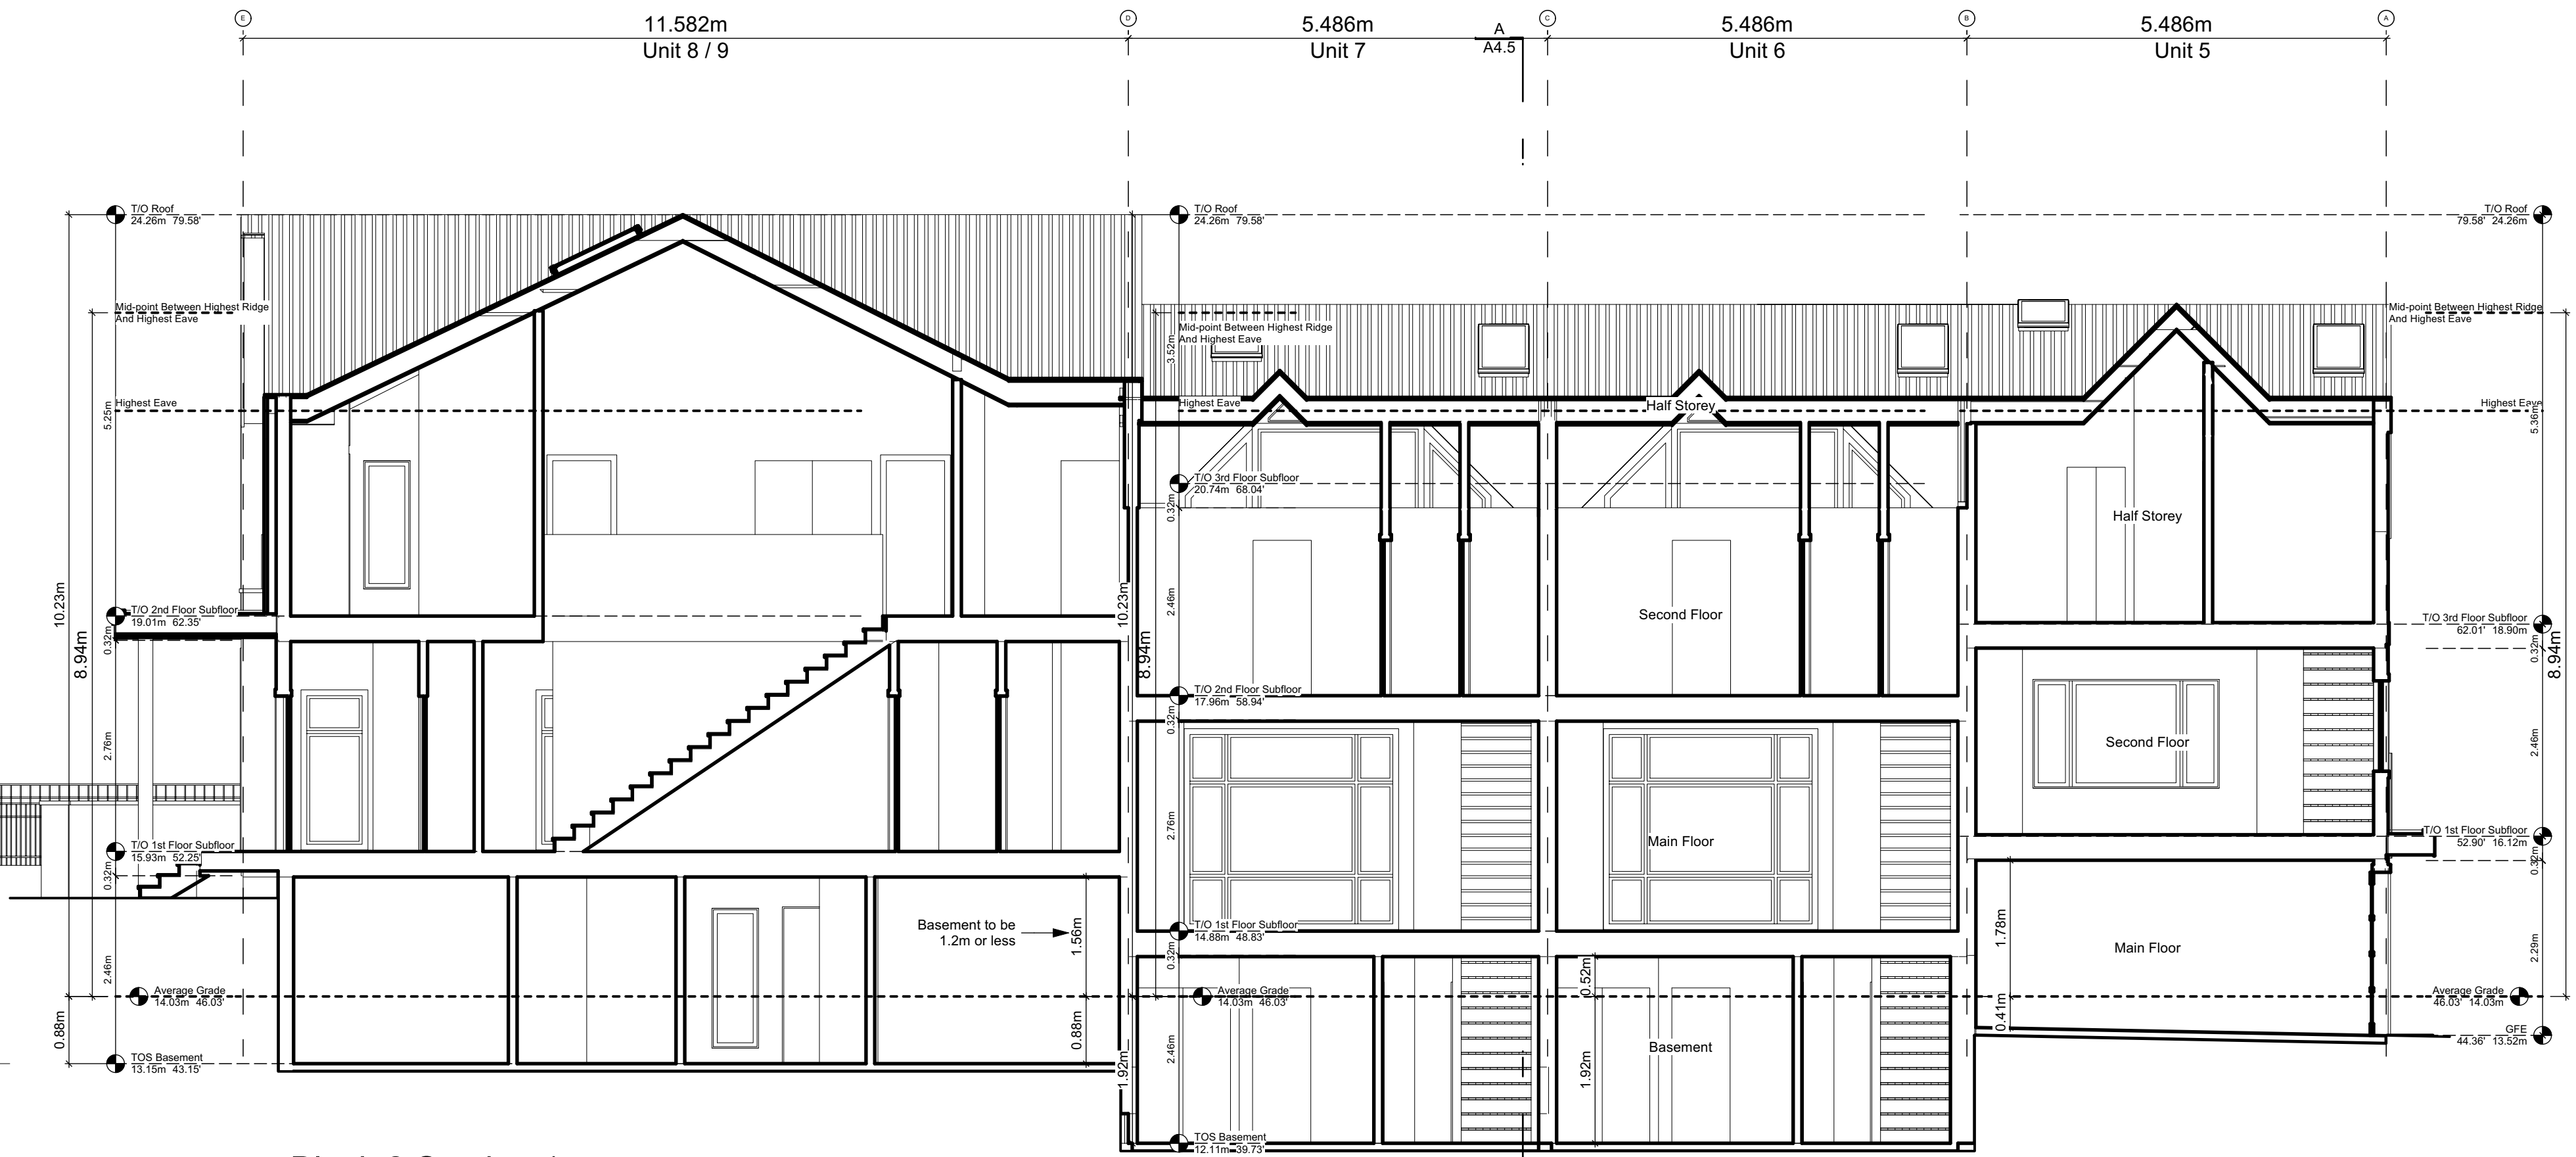 E
11.582m
D
5.486m
A
C
5.486m
B
5.486m
A
Unit 8 / 9
Unit 7
A4.5
Unit 6
Unit 5
T/O Roof
24.26m 79.58'
T/O Roof
24.26m 79.58'
T/O Roof
79.58' 24.26m
Mid-point Between Highest Ridge
And Highest Eave
Mid-point Between Highest Ridge
And Highest Eave
Mid-point Between Highest Ridge
And Highest Eave
3.52m
Highest Eave
5.25m
Highest Eave
Half Storey
Highest Eave
5.36m
T/O 3rd Floor Subfloor
20.74m 68.04'
0.32m
Half Storey
10.23m
8.94m
T/O 2nd Floor Subfloor
19.01m 62.35'
0.32m
10.23m
8.94m
2.46m
Second Floor
T/O 3rd Floor Subfloor
62.01' 18.90m
0.32m
8.94m
T/O 2nd Floor Subfloor
17.96m 58.94'
0.32m
2.76m
Second Floor
2.46m
2.76m
Main Floor
T/O 1st Floor Subfloor
15.93m 52.25'
0.32m
T/O 1st Floor Subfloor
52.90' 16.12m
0.32m
Basement to be
1.2m or less
1.56m
T/O 1st Floor Subfloor
14.88m 48.83'
0.32m
0.52m
1.78m
Main Floor
2.29m
2.46m
Average Grade
14.03m 46.03'
Average Grade
14.03m 46.03'
Average Grade
46.03' 14.03m
0.88m
0.88m
0.41m
GFE
44.36' 13.52m
TOS Basement
13.15m 43.15'
1.92m
2.46m
1.92m
Basement
TOS Basement
12.11m 39.73'